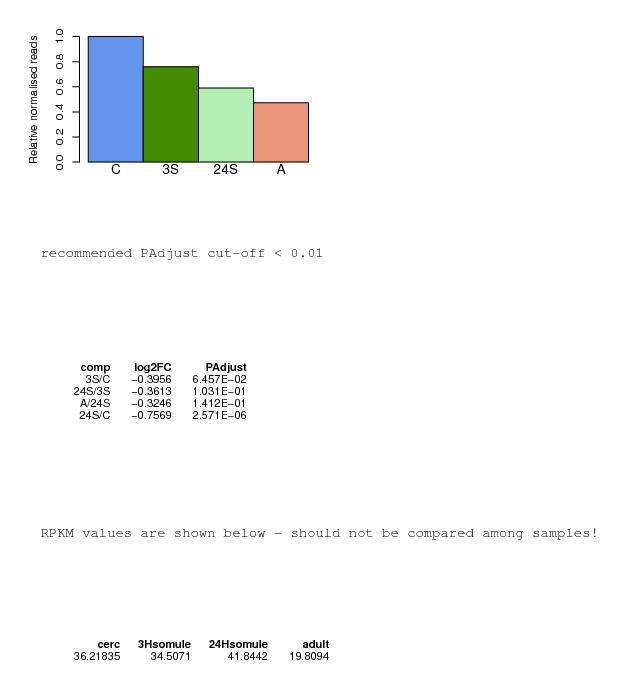 Relative normalised reads
1.0
0.8
0.6
0.4
0.2
0.0
C 3S 24S A
recommended PAdjust cut-off < 0.01
comp log2FC PAdjust
3S/C −0.3956 6.457E−02
24S/3S −0.3613 1.031E−01
A/24S −0.3246 1.412E−01
24S/C −0.7569 2.571E−06
RPKM values are shown below - should not be compared among samples!
cerc 3Hsomule 24Hsomule adult
36.21835 34.5071 41.8442 19.8094